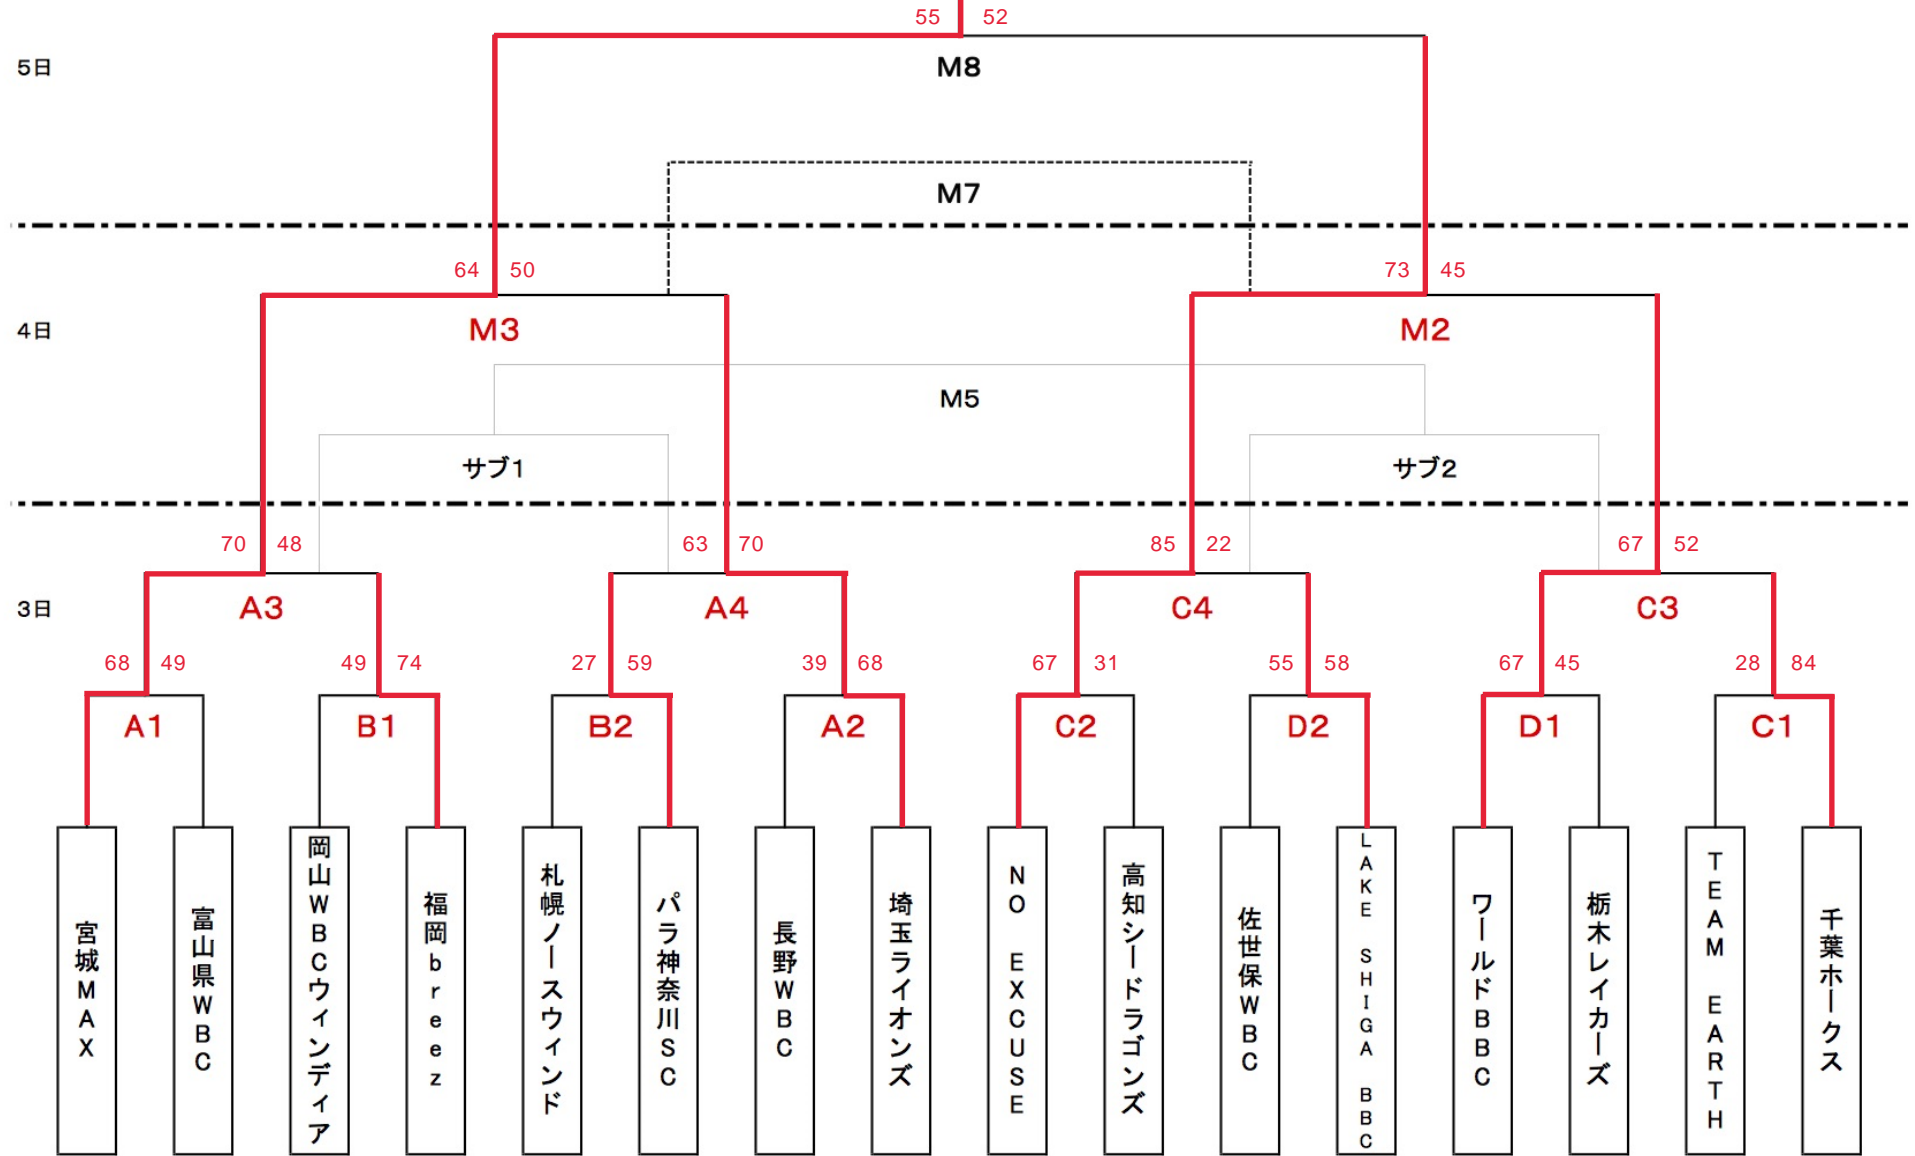 55 52
5日
M8
M7
64 50
73 45
4日
M3
M2
M5
サブ1
サブ2
70 48
63 70
85 22
67 52
3日
A3
A4
C4
C3
68 49
49 74
27 59
39 68
67 31
55 58
67 45
28 84
A1
B1
B2
A2
C2
D2
D1
C1
宮城MAX
富山県WBC
岡山WBCウィンディア
福岡breez
札幌ノースウィンド
パラ神奈川SC
長野WBC
埼玉ライオンズ
NO EXCUSE
高知シードラゴンズ
佐世保WBC
LAKE SHIGA BBC
ワールドBBC
栃木レイカーズ
TEAM EARTH
千葉ホークス